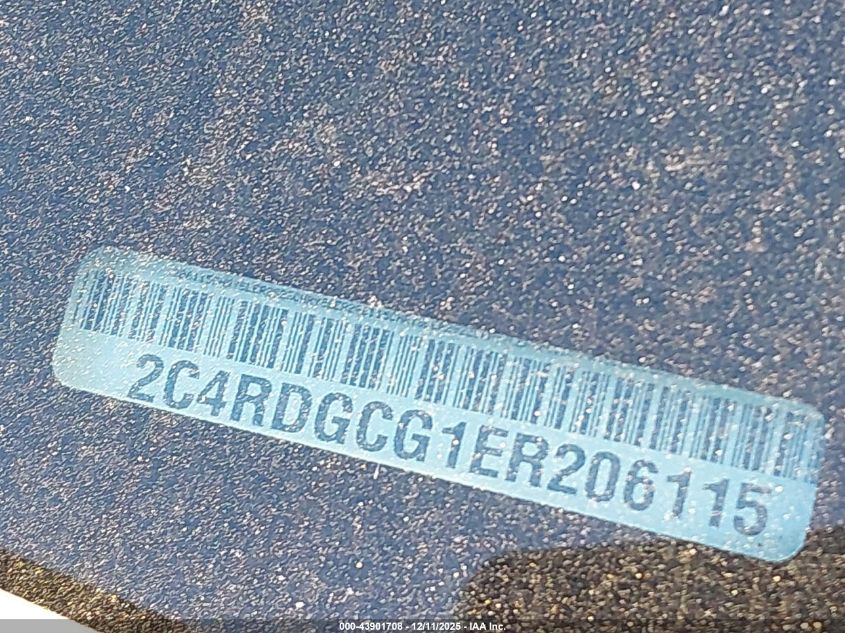 2C4RDGCG1ER206115
000-43901708 - 12/11/2025 - IAA Inc.